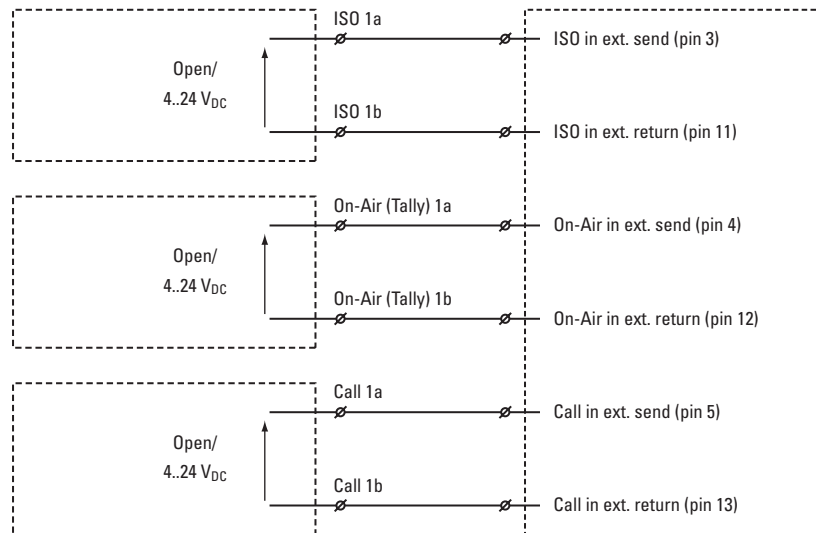 ISO 1a
ISO in ext. send (pin 3)
Open/
4..24 VDC
ISO 1b
ISO in ext. return (pin 11)
On-Air (Tally) 1a
On-Air in ext. send (pin 4)
Open/
4..24 VDC
On-Air (Tally) 1b
On-Air in ext. return (pin 12)
Call 1a
Call in ext. send (pin 5)
Open/
4..24 VDC
Call 1b
Call in ext. return (pin 13)